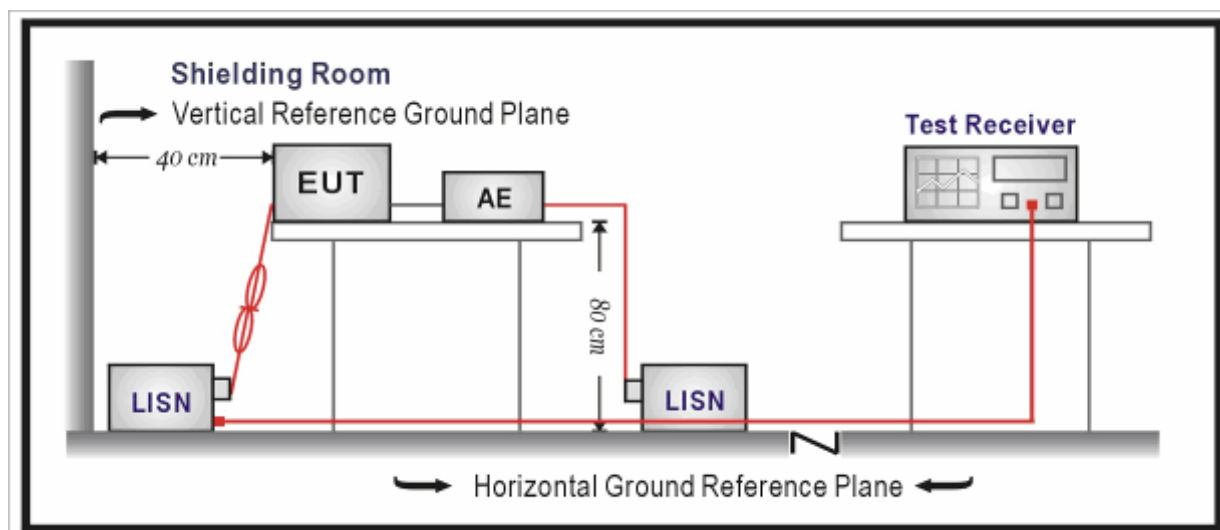 Shielding Room
Vertical Reference Ground Plane
Test Receiver
40 cm
EUT
AE
80 cm
LISN
LISN
Horizontal Ground Reference Plane